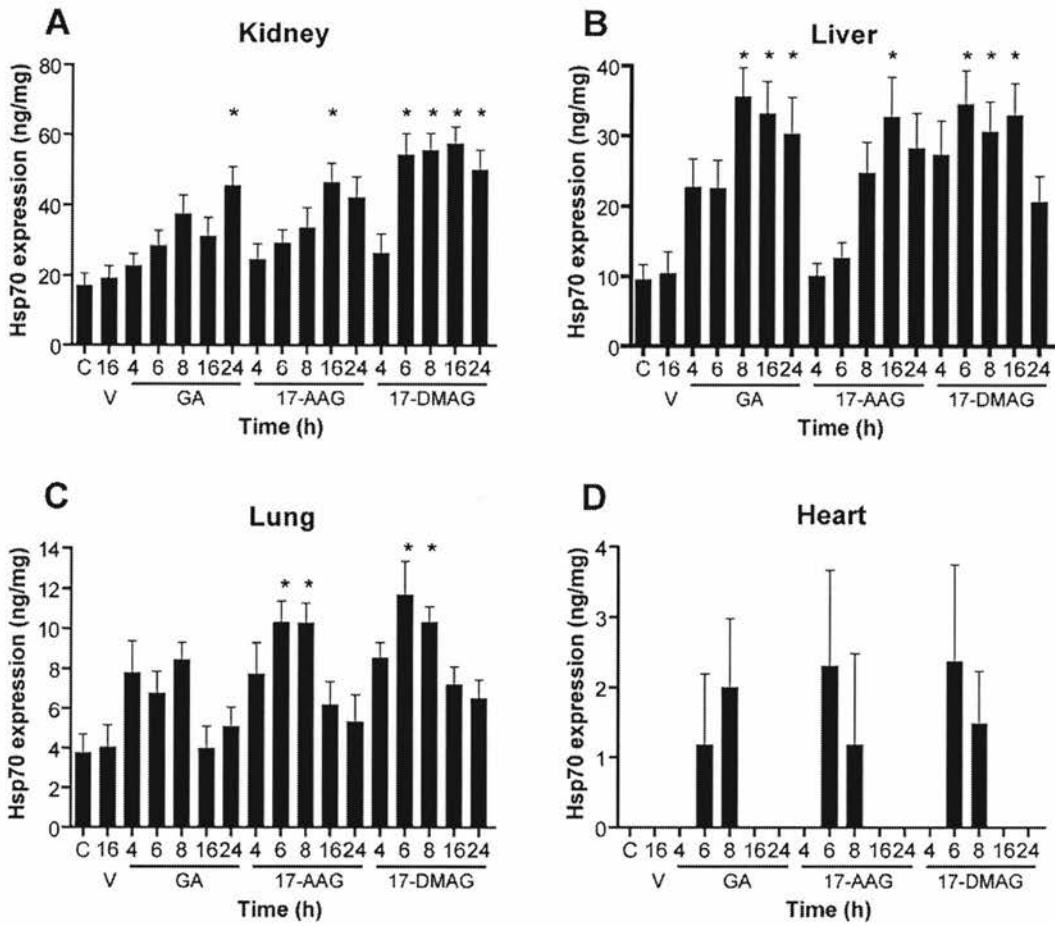 A
Kidney
Hsp70 expression (ng/mg)
80
60
40
20
0
* * * * * *
C 16 4 6 8 16 24 4 6 8 16 24 4 6 8 16 24
V GA 17-AAG 17-DMAG
Time (h)
B
Liver
Hsp70 expression (ng/mg)
40
30
20
10
0
* * * * * * *
C 16 4 6 8 16 24 4 6 8 16 24 4 6 8 16 24
V GA 17-AAG 17-DMAG
Time (h)
C
Lung
Hsp70 expression (ng/mg)
14
12
10
8
6
4
2
0
* * * *
C 16 4 6 8 16 24 4 6 8 16 24 4 6 8 16 24
V GA 17-AAG 17-DMAG
Time (h)
D
Heart
Hsp70 expression (ng/mg)
4
3
2
1
0
C 16 4 6 8 16 24 4 6 8 16 24 4 6 8 16 24
V GA 17-AAG 17-DMAG
Time (h)